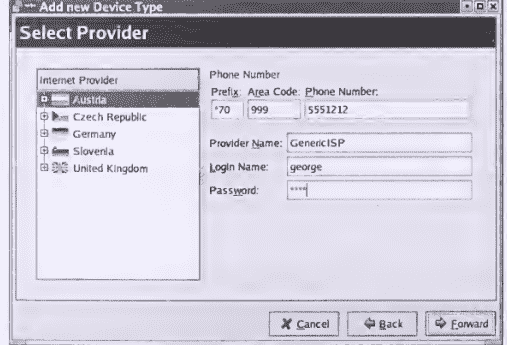 Add new Device Type
Select Provider
Internet Provider
Austria
Czech Republic
Germany
Slovenia
United Kingdom
Phone Number
Prefix: Area Code: Phone Number:
*70 999 5551212
Provider Name: GenericISP
Login Name: george
Password: ****
Cancel Back Forward